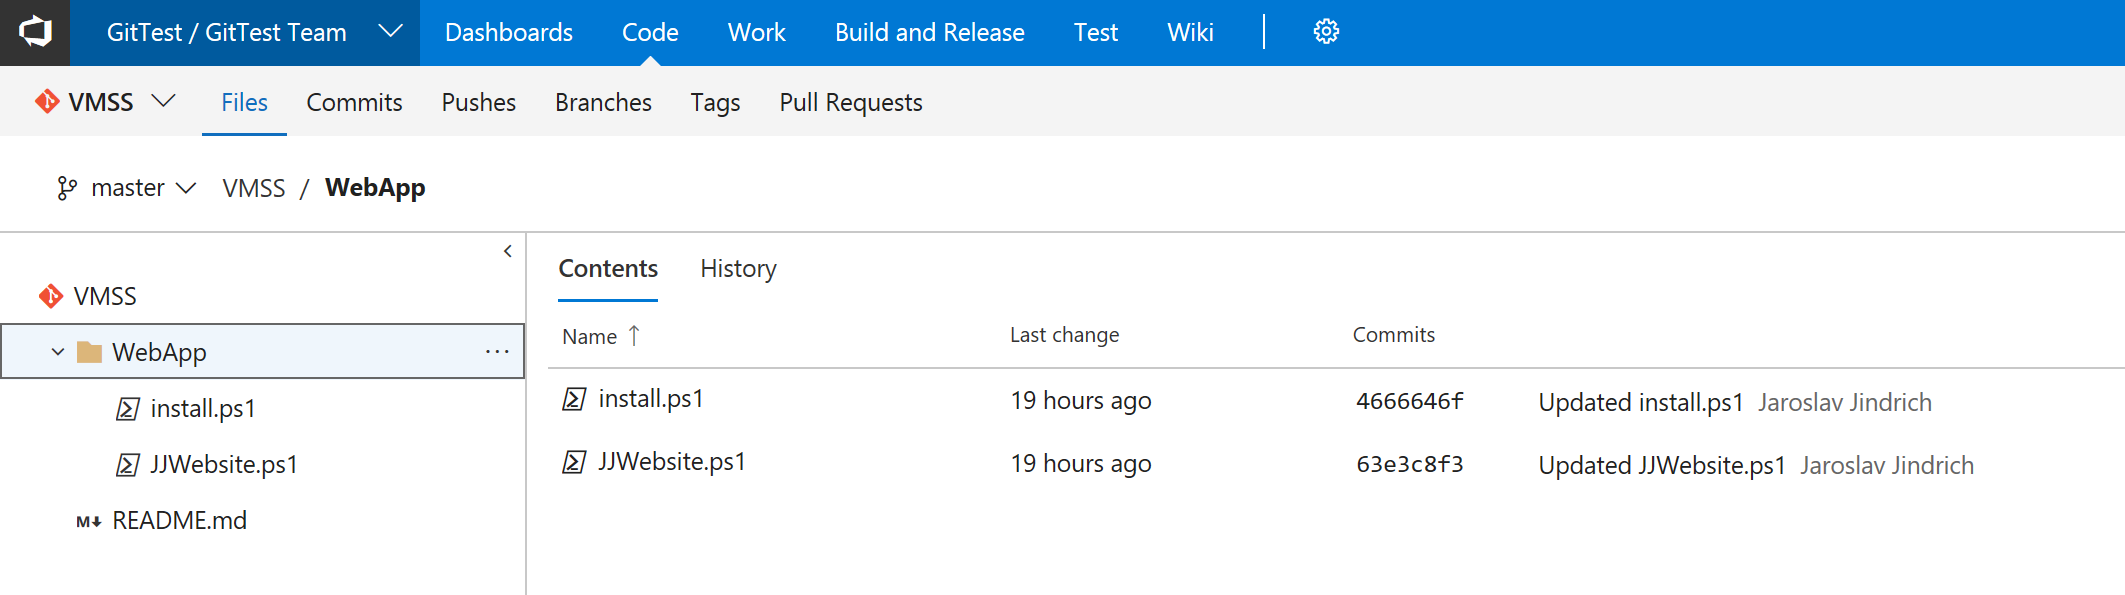 GitTest / GitTest Team Dashboards Code Work Build and Release Test Wiki
VMSS Files Commits Pushes Branches Tags Pull Requests
master VMSS / WebApp
VMSS
WebApp ...
install.ps1
JJWebsite.ps1
M README.md
Contents History
Name ↑ Last change Commits
install.ps1 19 hours ago 4666646f Updated install.ps1 Jaroslav Jindrich
JJWebsite.ps1 19 hours ago 63e3c8f3 Updated JJWebsite.ps1 Jaroslav Jindrich